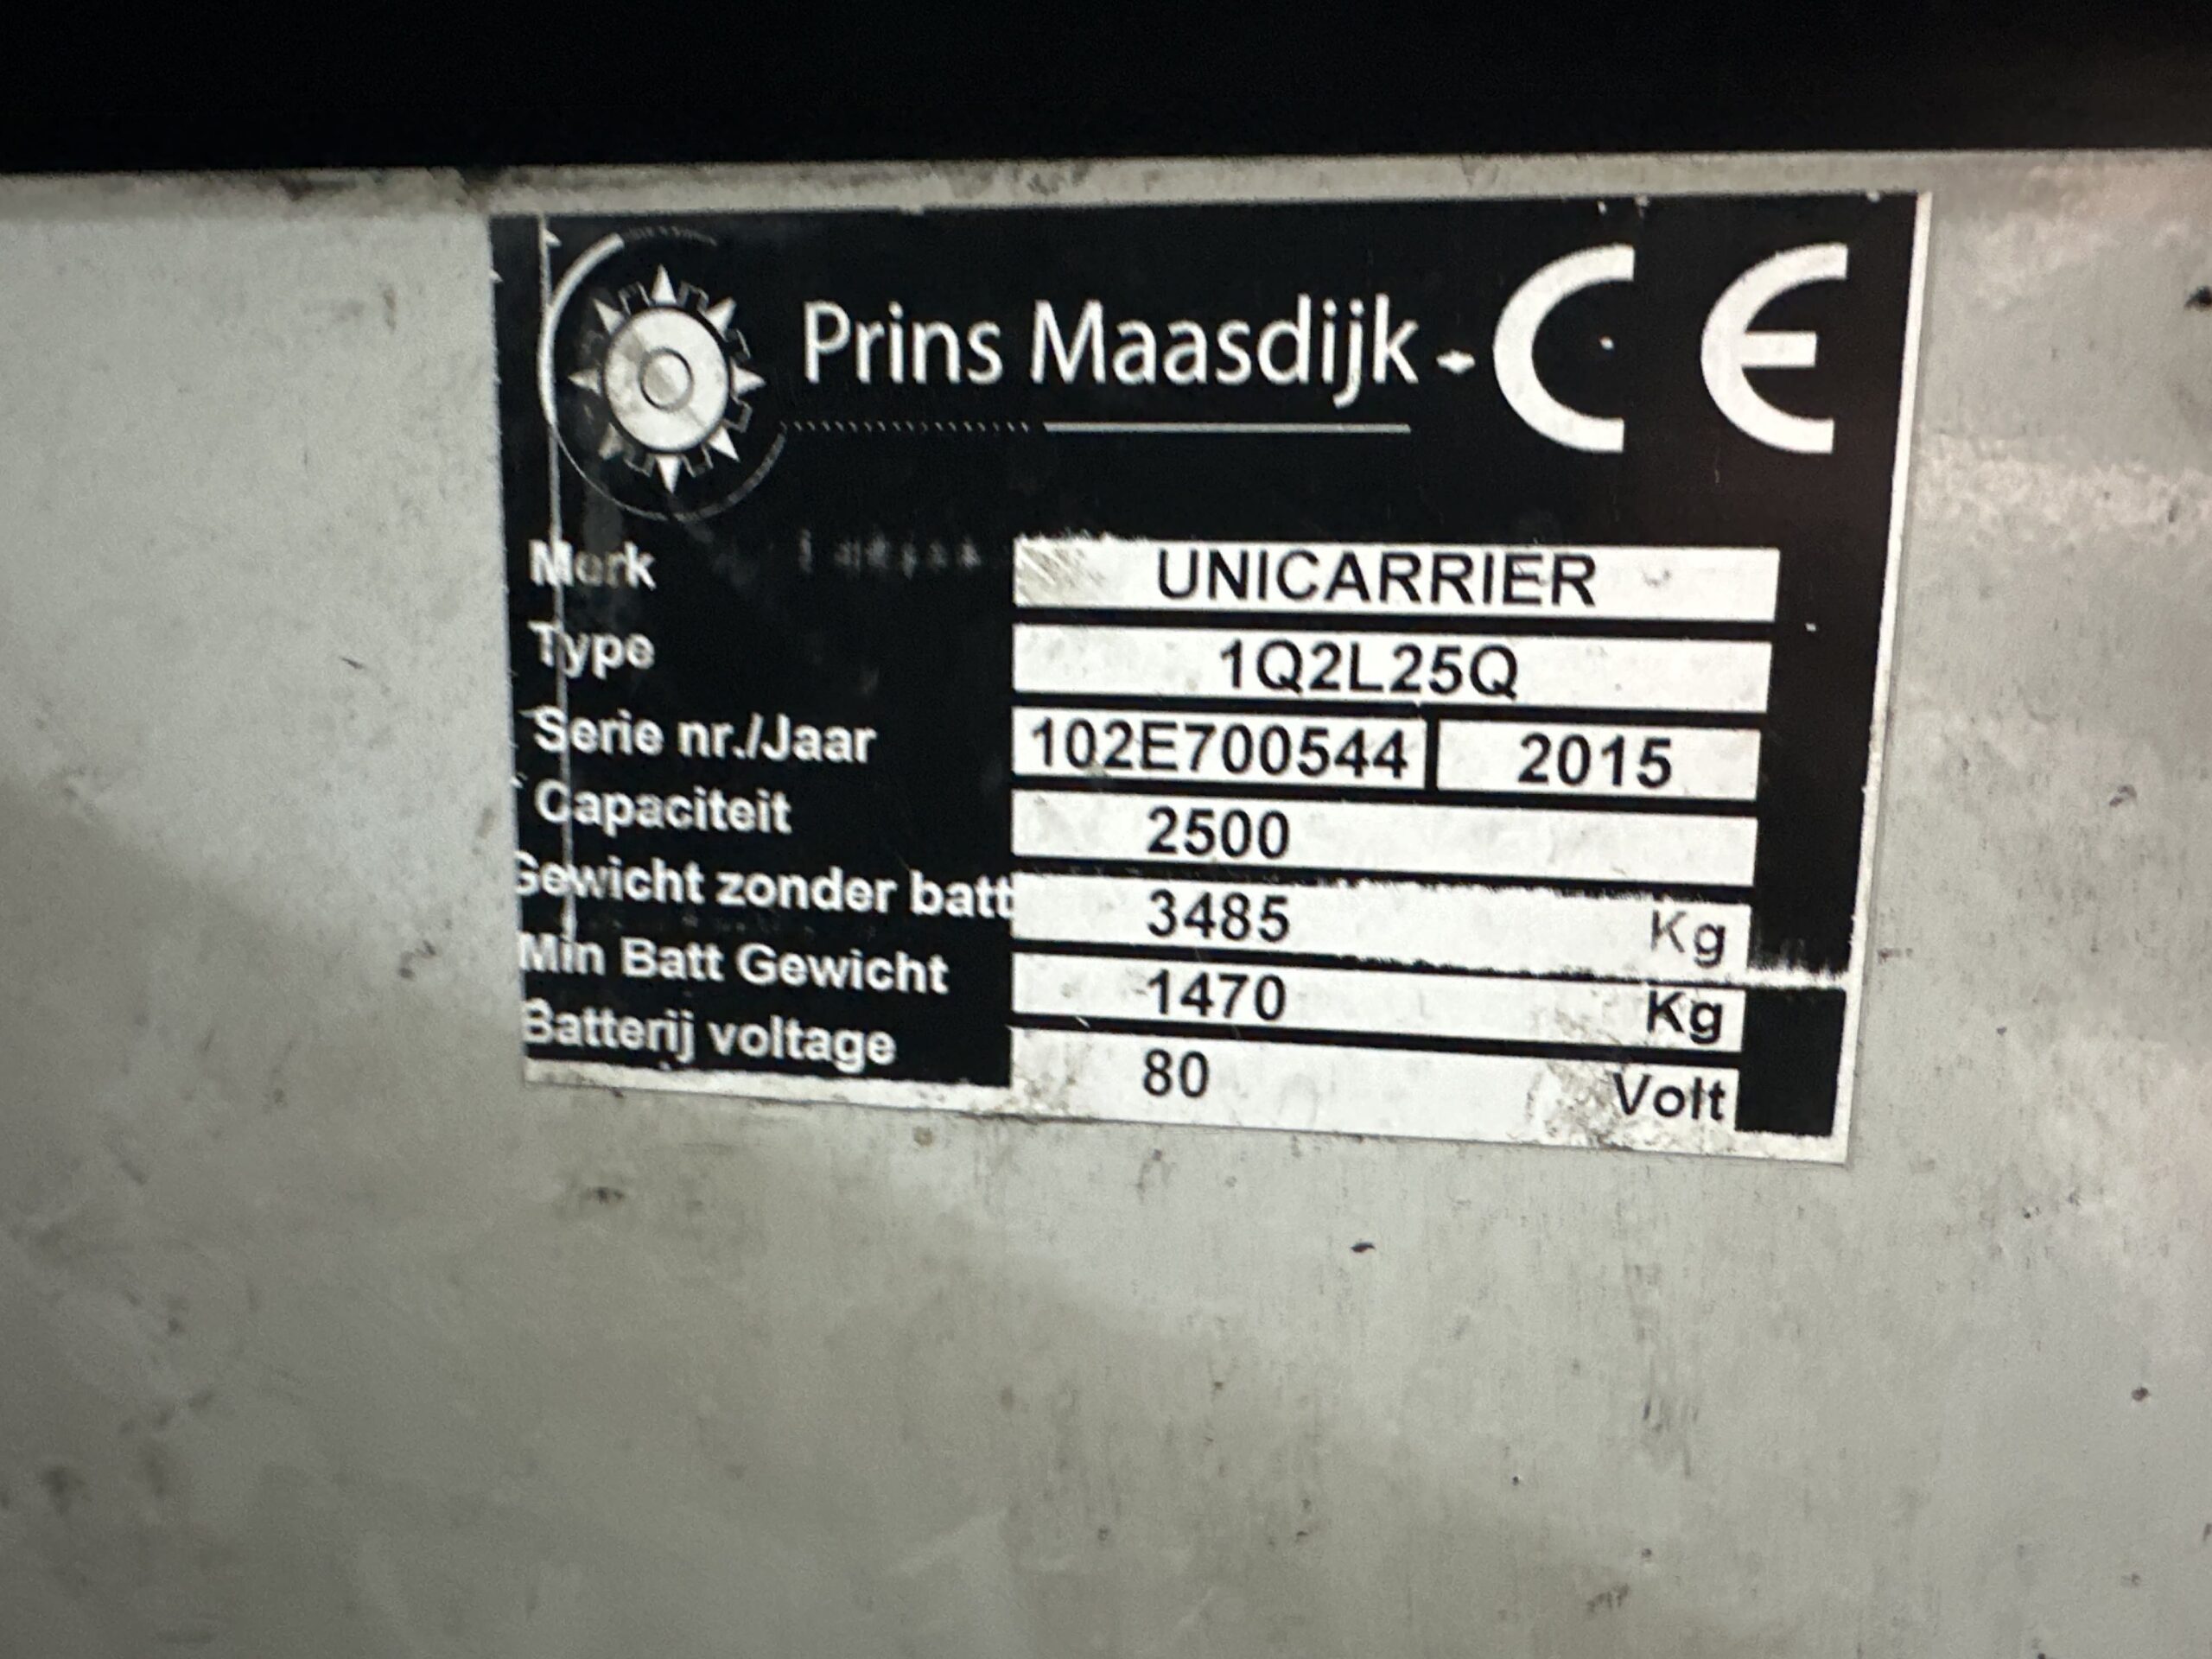 Prins Maasdijk CE
Merk UNICARRIER
Type 1Q2L25Q
Serie nr./Jaar 102E700544 2015
Capaciteit 2500
Gewicht zonder batt 3485 Kg
Min Batt Gewicht 1470 Kg
Batterij voltage 80 Volt